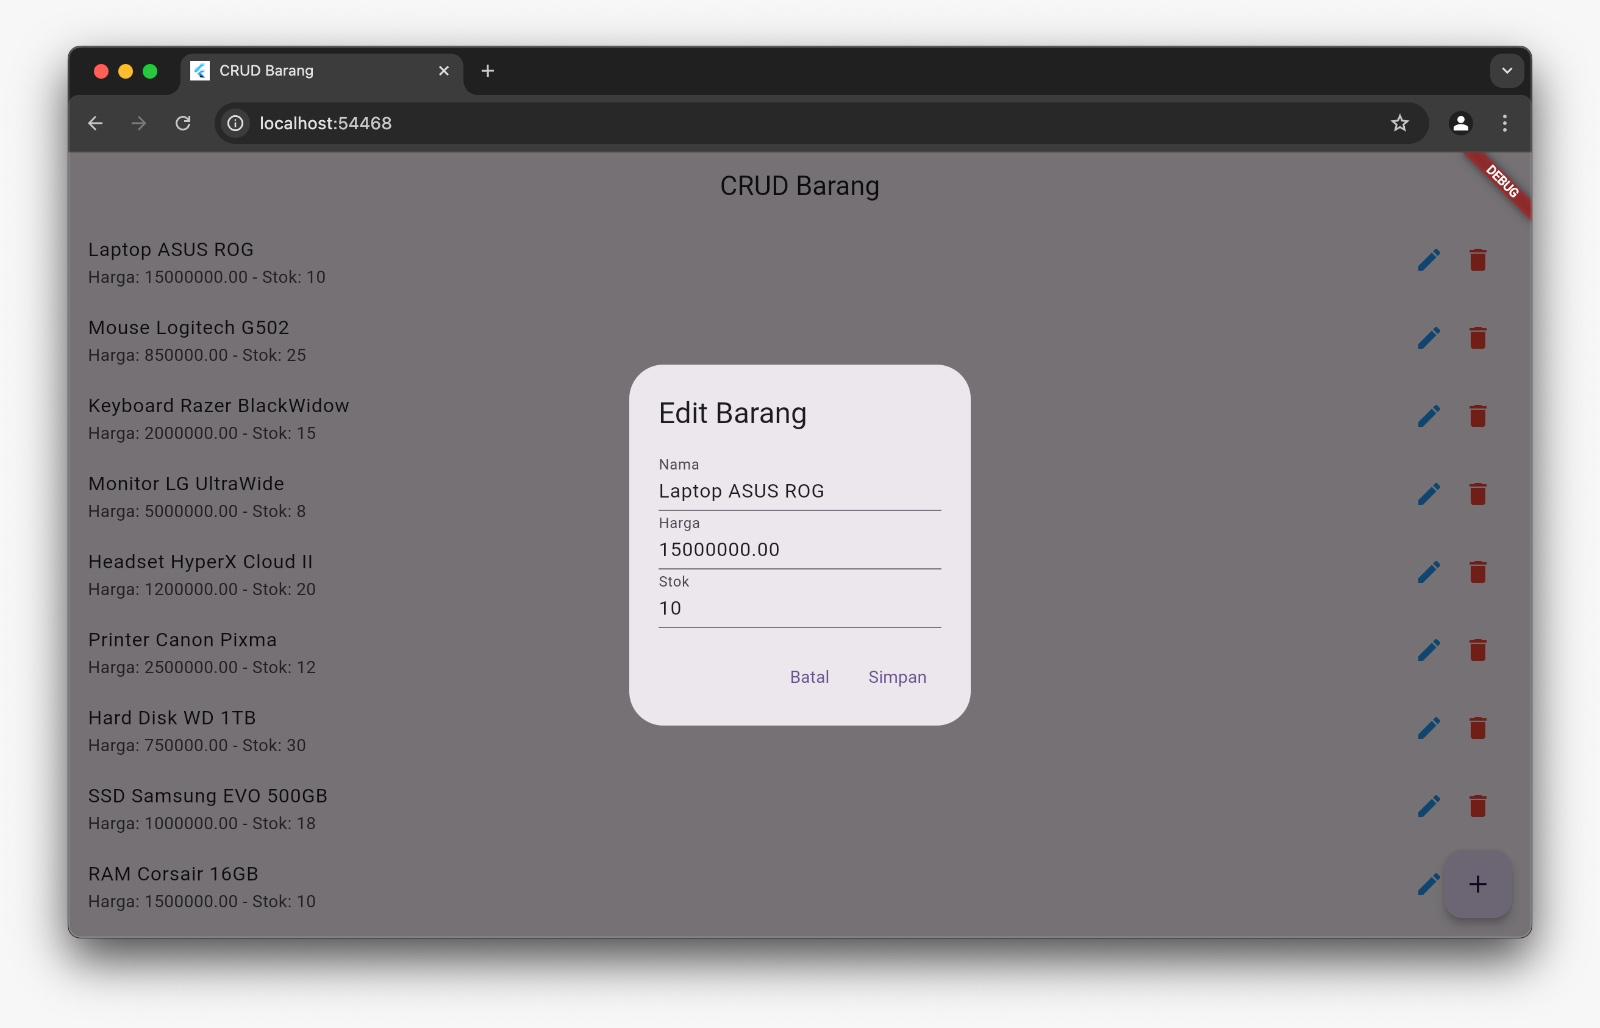 CRUD Barang
localhost:54468
DEBUG
CRUD Barang
Laptop ASUS ROG
Harga: 15000000.00 - Stok: 10
Mouse Logitech G502
Harga: 850000.00 - Stok: 25
Keyboard Razer BlackWidow
Harga: 2000000.00 - Stok: 15
Monitor LG UltraWide
Harga: 5000000.00 - Stok: 8
Headset HyperX Cloud II
Harga: 1200000.00 - Stok: 20
Printer Canon Pixma
Harga: 2500000.00 - Stok: 12
Hard Disk WD 1TB
Harga: 750000.00 - Stok: 30
SSD Samsung EVO 500GB
Harga: 1000000.00 - Stok: 18
RAM Corsair 16GB
Harga: 1500000.00 - Stok: 10
Edit Barang
Nama
Laptop ASUS ROG
Harga
15000000.00
Stok
10
Batal Simpan